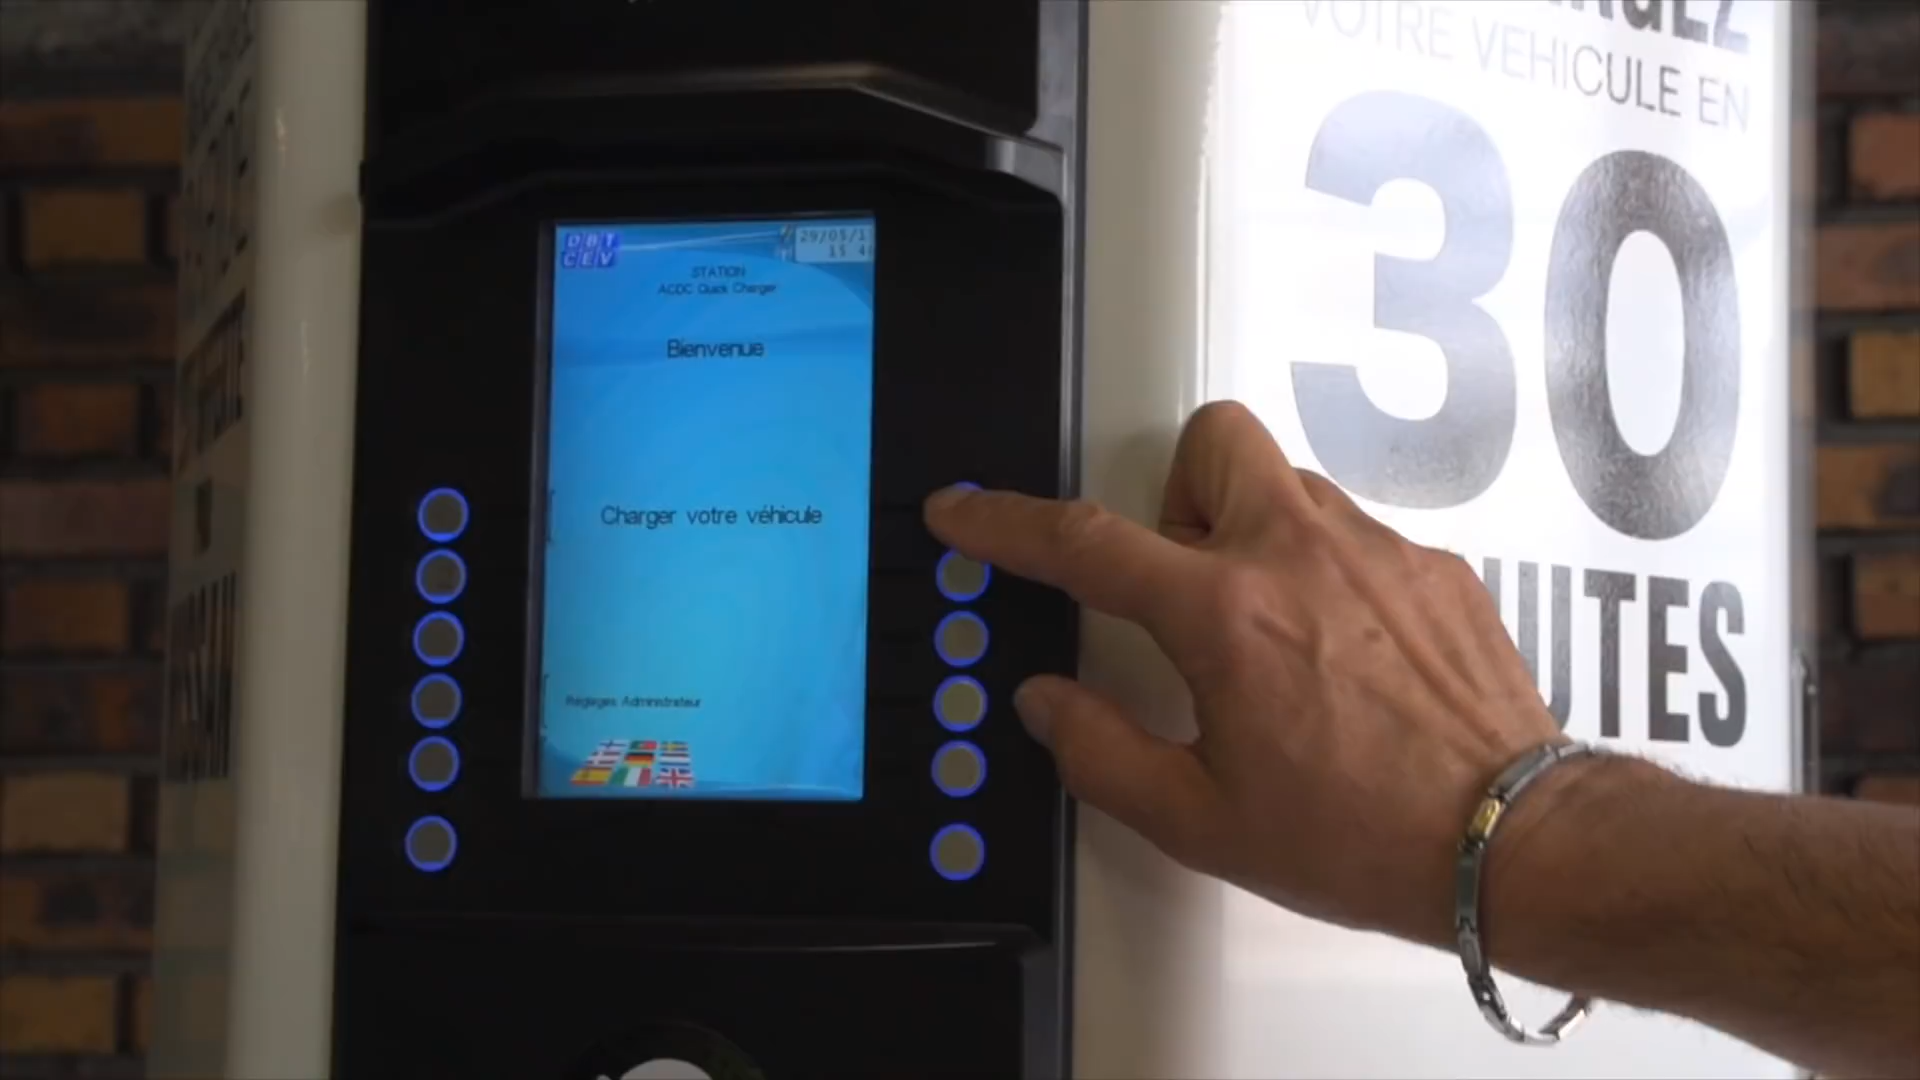 DBT
CEV
29/05/1
15 4
STATION
ACDC Quick Charger
Bienvenue
Charger votre véhicule
Réglages Administrateur
VOTRE VEHICULE EN
30
NUTES